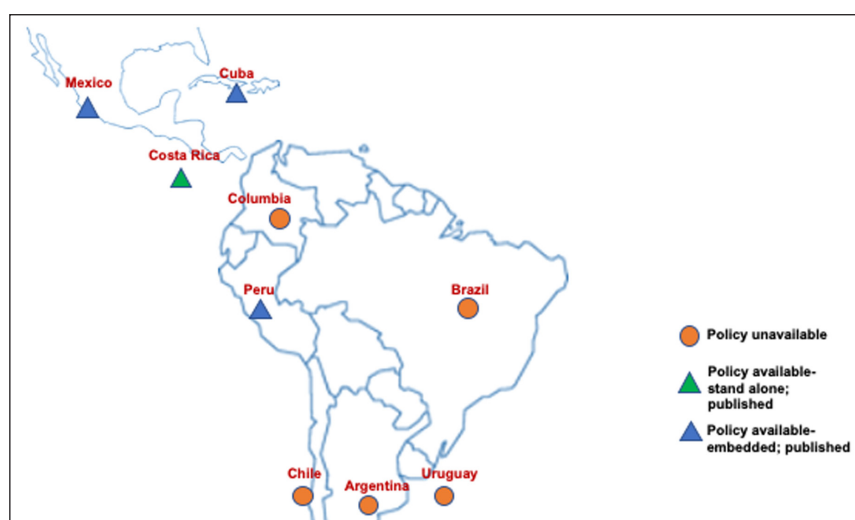 Mexico
Cuba
Costa Rica
Columbia
Peru
Brazil
Policy unavailable
Policy available-
stand alone;
published
Policy available-
embedded; published
Chile
Argentina
Uruguay